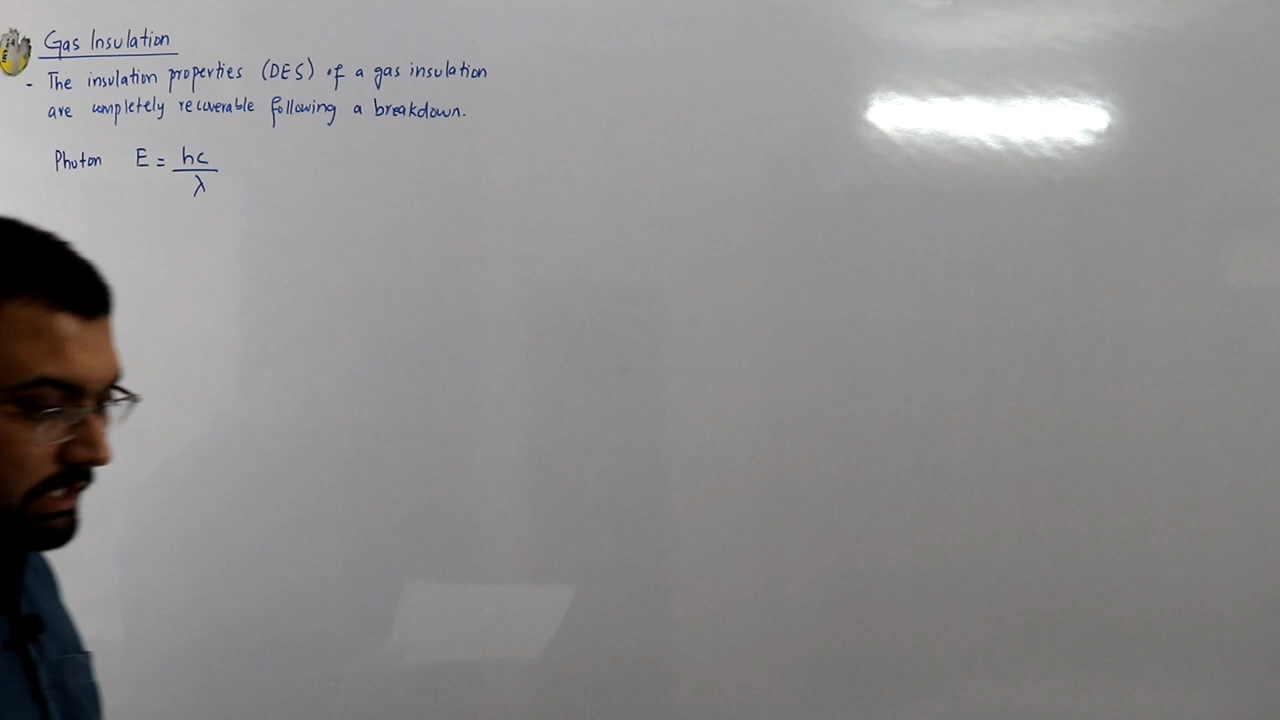 Gas Insulation
- The insulation properties (DES) of a gas insulation
are completely recoverable following a breakdown.
Photon E = hc
λ